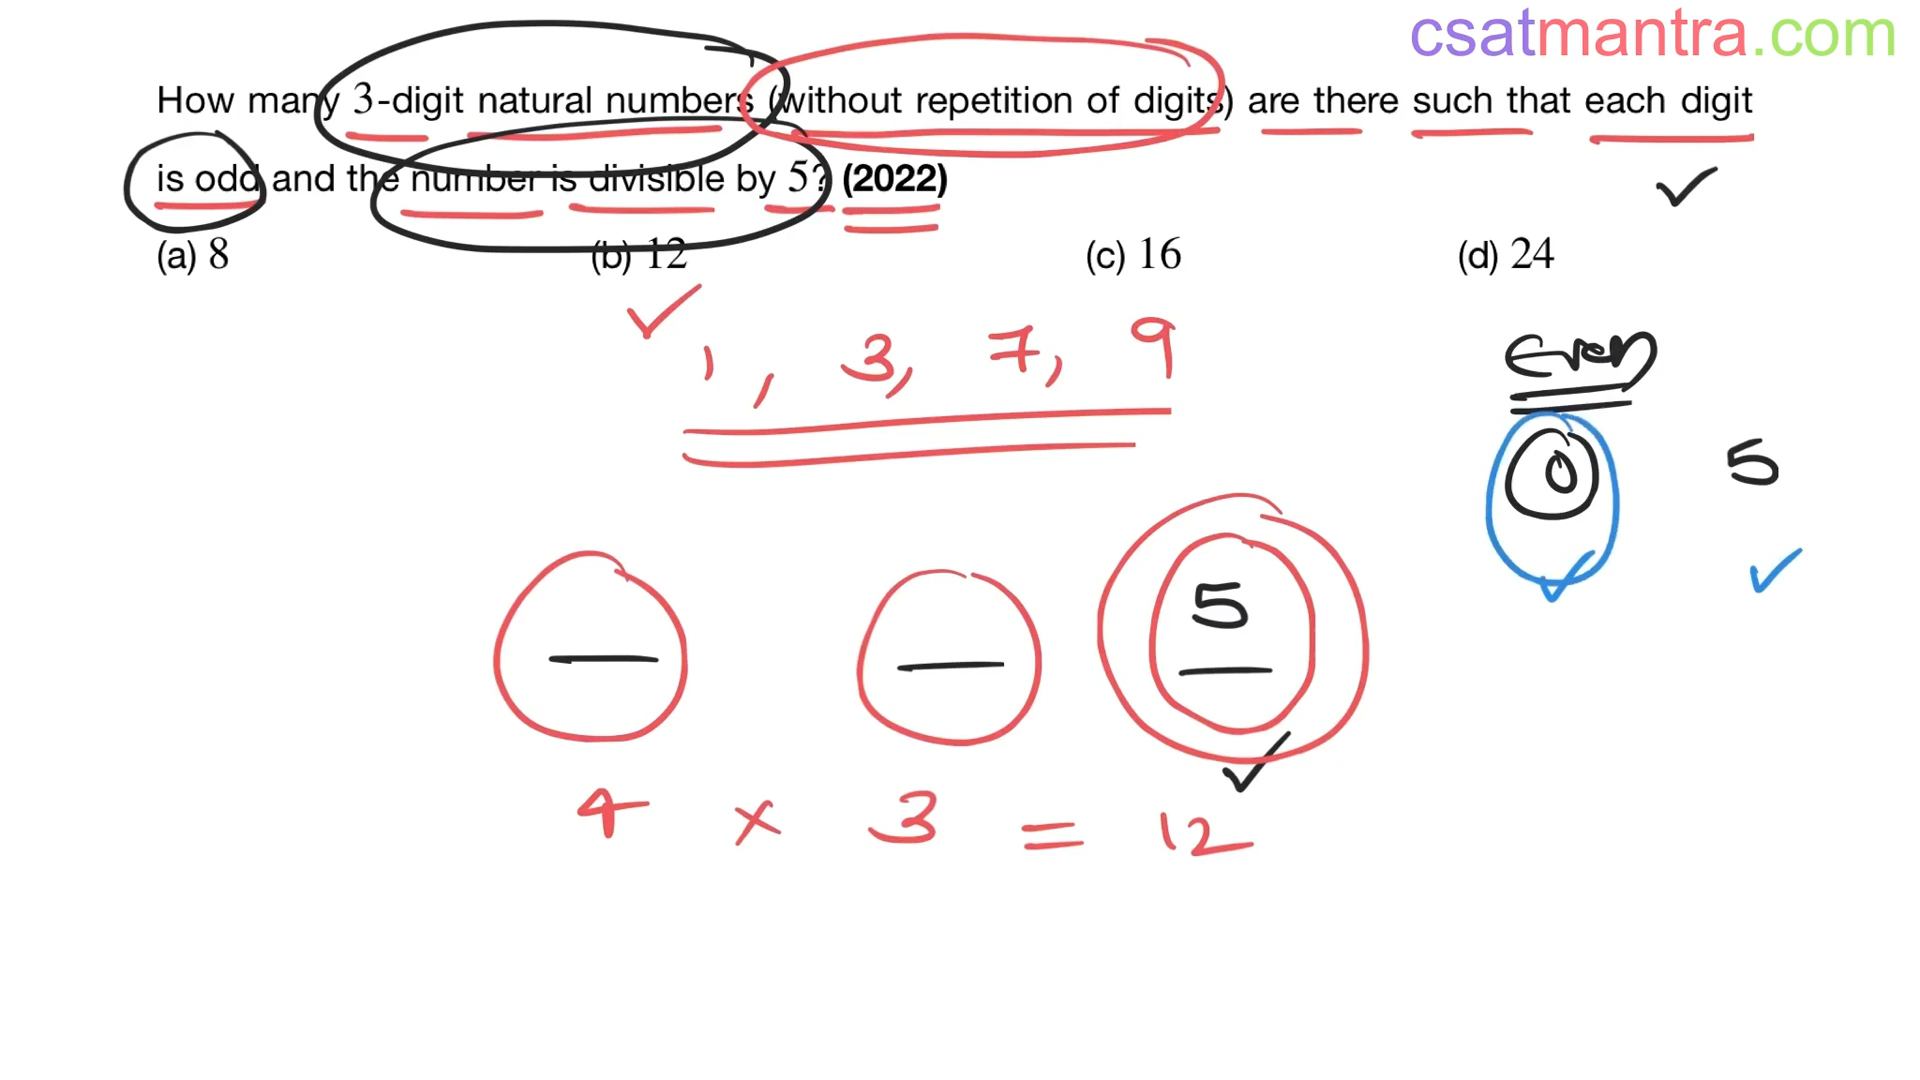 csatmantra.com
How many 3-digit natural numbers (without repetition of digits) are there such that each digit
is odd and the number is divisible by 5? (2022)
(a) 8 (b) 12 (c) 16 (d) 24
1, 3, 7, 9
Even
0 5
5
4 × 3 = 12